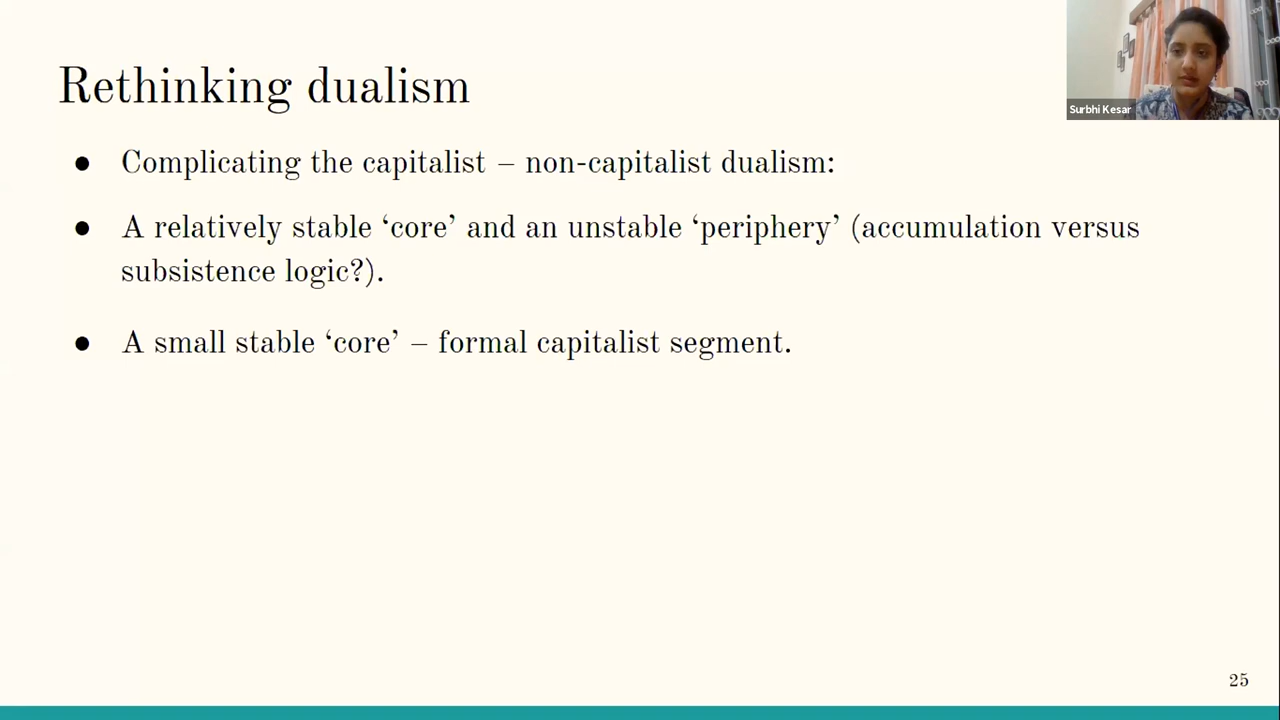 Rethinking dualism
Surbhi Kesar
● Complicating the capitalist – non-capitalist dualism:
● A relatively stable ‘core’ and an unstable ‘periphery’ (accumulation versus
subsistence logic?).
● A small stable ‘core’ – formal capitalist segment.
25